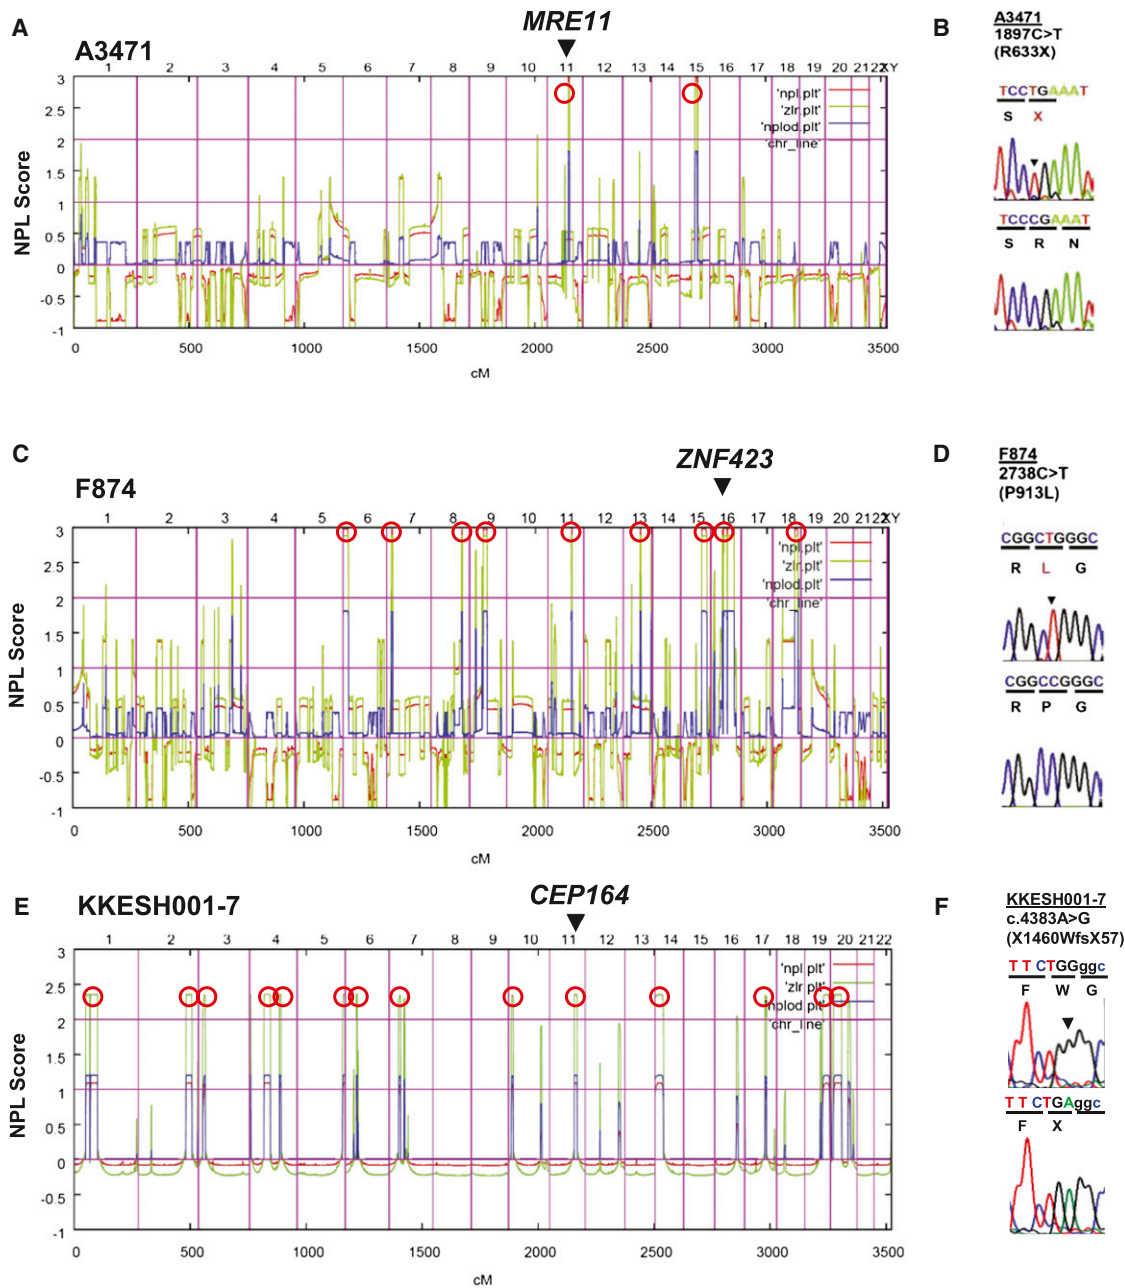 A
A3471
MRE11
1 2 3 4 5 6 7 8 9 10 11 12 13 14 15 16 17 18 19 20 21 22 XY
3
2.5
2
1.5
1
0.5
0
-0.5
-1
NPL Score
'npl.plt'
'zlr.plt'
'nplod.plt'
'chr_line'
0 500 1000 1500 2000 2500 3000 3500
cM
B
A3471
1897C>T
(R633X)
TCCTGAAAT
S X
TCCCGAAAT
S R N
C
F874
ZNF423
1 2 3 4 5 6 7 8 9 10 11 12 13 14 15 16 17 18 19 20 21 22 XY
3
2.5
2
1.5
1
0.5
0
-0.5
-1
NPL Score
'npl.plt'
'zlr.plt'
'nplod.plt'
'chr_line'
0 500 1000 1500 2000 2500 3000 3500
cM
D
F874
2738C>T
(P913L)
CGGCTGGGC
R L G
CGGCCGGGC
R P G
E
KKESH001-7
CEP164
1 2 3 4 5 6 7 8 9 10 11 12 13 14 15 16 17 18 19 20 21 22
3
2.5
2
1.5
1
0.5
0
-0.5
-1
NPL Score
'npl.plt'
'zlr.plt'
'nplod.plt'
'chr_line'
0 500 1000 1500 2000 2500 3000 3500
cM
F
KKESH001-7
c.4383A>G
(X1460WfsX57)
TTCTGGggc
F W G
TTCTGAggc
F X